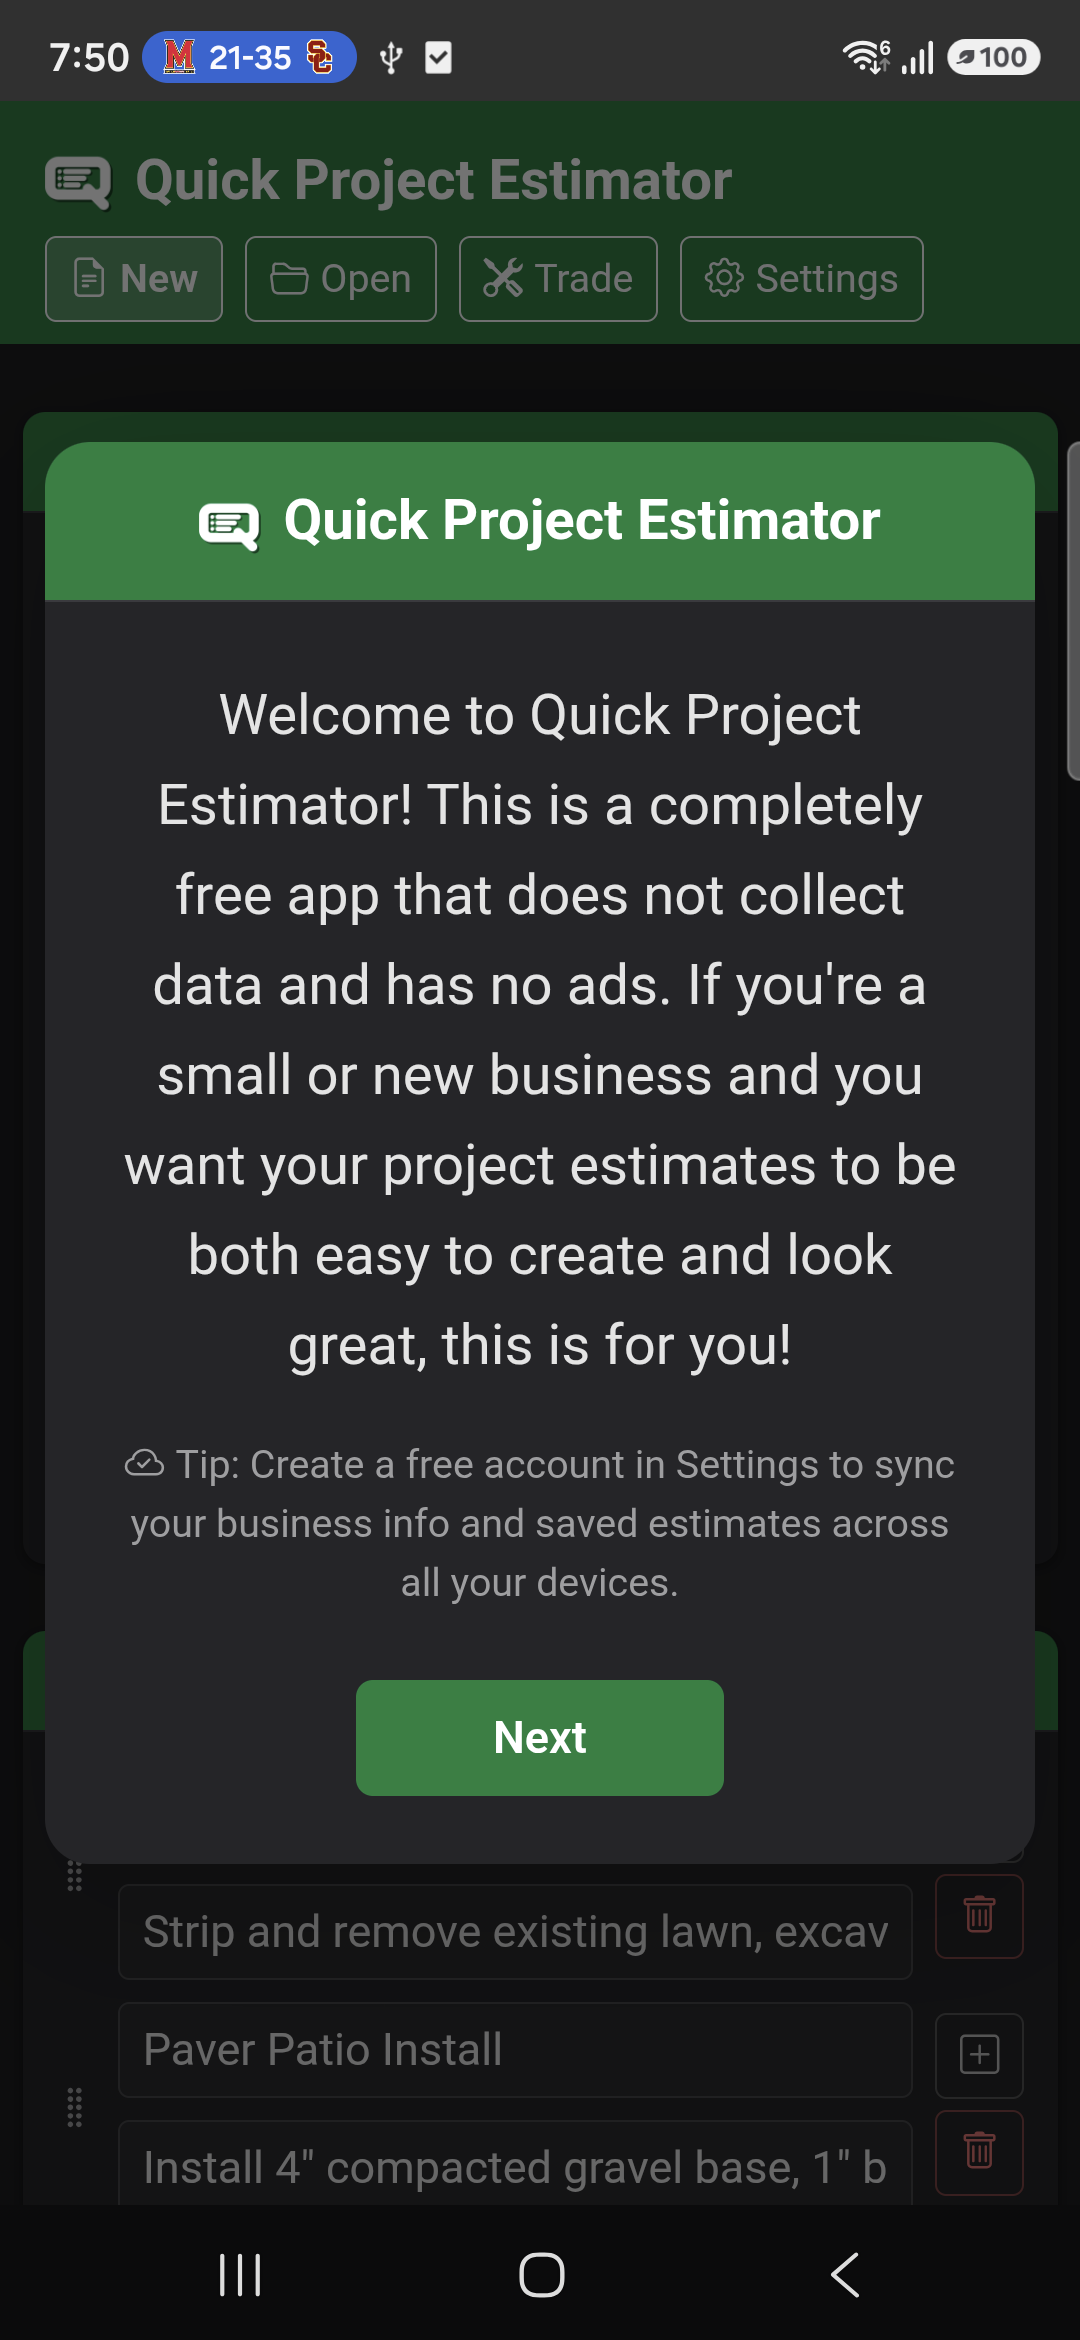 7:50 M 21-35 SC 6 100
Quick Project Estimator
New Open Trade Settings
Quick Project Estimator
Welcome to Quick Project
Estimator! This is a completely
free app that does not collect
data and has no ads. If you're a
small or new business and you
want your project estimates to be
both easy to create and look
great, this is for you!
Tip: Create a free account in Settings to sync
your business info and saved estimates across
all your devices.
Next
Strip and remove existing lawn, excav
Paver Patio Install
Install 4" compacted gravel base, 1" b